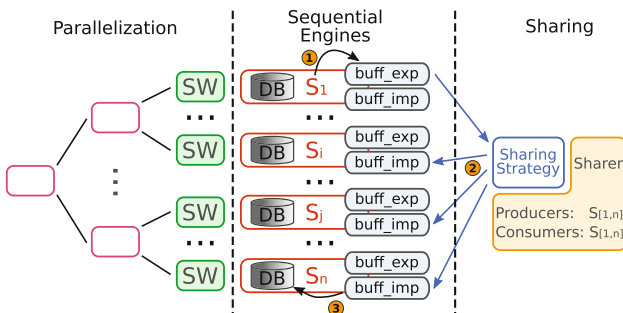 Parallelization
Sequential
Engines
Sharing
1
buff_exp
SW
DB
S1
buff_imp
...
...
buff_exp
SW
DB
Si
buff_imp
Sharing
Strategy
Sharer
2
...
...
buff_exp
SW
DB
Sj
buff_imp
Producers: S[1,n]
Consumers: S[1,n]
...
...
buff_exp
SW
DB
Sn
buff_imp
3